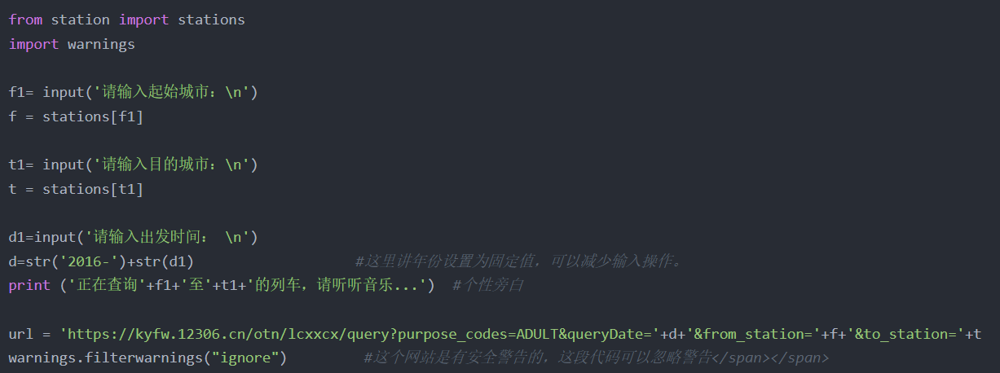 from station import stations
import warnings
f1= input('请输入起始城市：\n')
f = stations[f1]
t1= input('请输入目的城市：\n')
t = stations[t1]
d1=input('请输入出发时间： \n')
d=str('2016-')+str(d1)                   #这里讲年份设置为固定值，可以减少输入操作。
print ('正在查询'+f1+'至'+t1+'的列车，请听听音乐...')  #个性旁白
url = 'https://kyfw.12306.cn/otn/lcxxcx/query?purpose_codes=ADULT&queryDate='+d+'&from_station='+f+'&to_station='+t
warnings.filterwarnings("ignore")         #这个网站是有安全警告的，这段代码可以忽略警告</span></span>